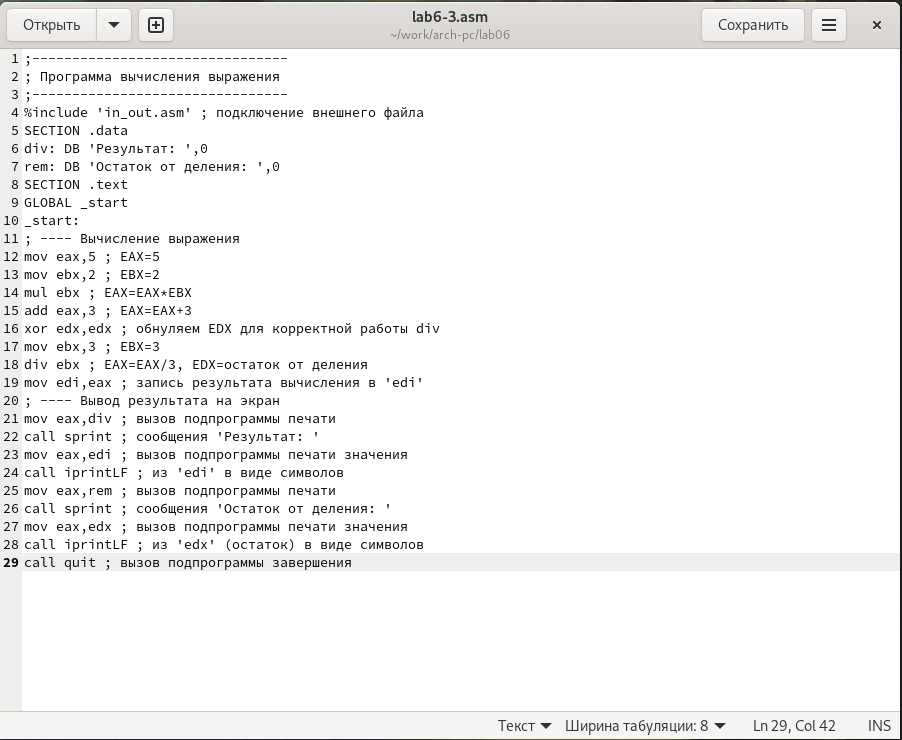 Открыть
lab6-3.asm
~/work/arch-pc/lab06
Сохранить
1 ;--------------------------------
2 ; Программа вычисления выражения
3 ;--------------------------------
4 %include 'in_out.asm' ; подключение внешнего файла
5 SECTION .data
6 div: DB 'Результат: ',0
7 rem: DB 'Остаток от деления: ',0
8 SECTION .text
9 GLOBAL _start
10 _start:
11 ; ---- Вычисление выражения
12 mov eax,5 ; EAX=5
13 mov ebx,2 ; EBX=2
14 mul ebx ; EAX=EAX*EBX
15 add eax,3 ; EAX=EAX+3
16 xor edx,edx ; обнуляем EDX для корректной работы div
17 mov ebx,3 ; EBX=3
18 div ebx ; EAX=EAX/3, EDX=остаток от деления
19 mov edi,eax ; запись результата вычисления в 'edi'
20 ; ---- Вывод результата на экран
21 mov eax,div ; вызов подпрограммы печати
22 call sprint ; сообщения 'Результат: '
23 mov eax,edi ; вызов подпрограммы печати значения
24 call iprintLF ; из 'edi' в виде символов
25 mov eax,rem ; вызов подпрограммы печати
26 call sprint ; сообщения 'Остаток от деления: '
27 mov eax,edx ; вызов подпрограммы печати значения
28 call iprintLF ; из 'edx' (остаток) в виде символов
29 call quit ; вызов подпрограммы завершения
Текст Ширина табуляции: 8 Ln 29, Col 42 INS